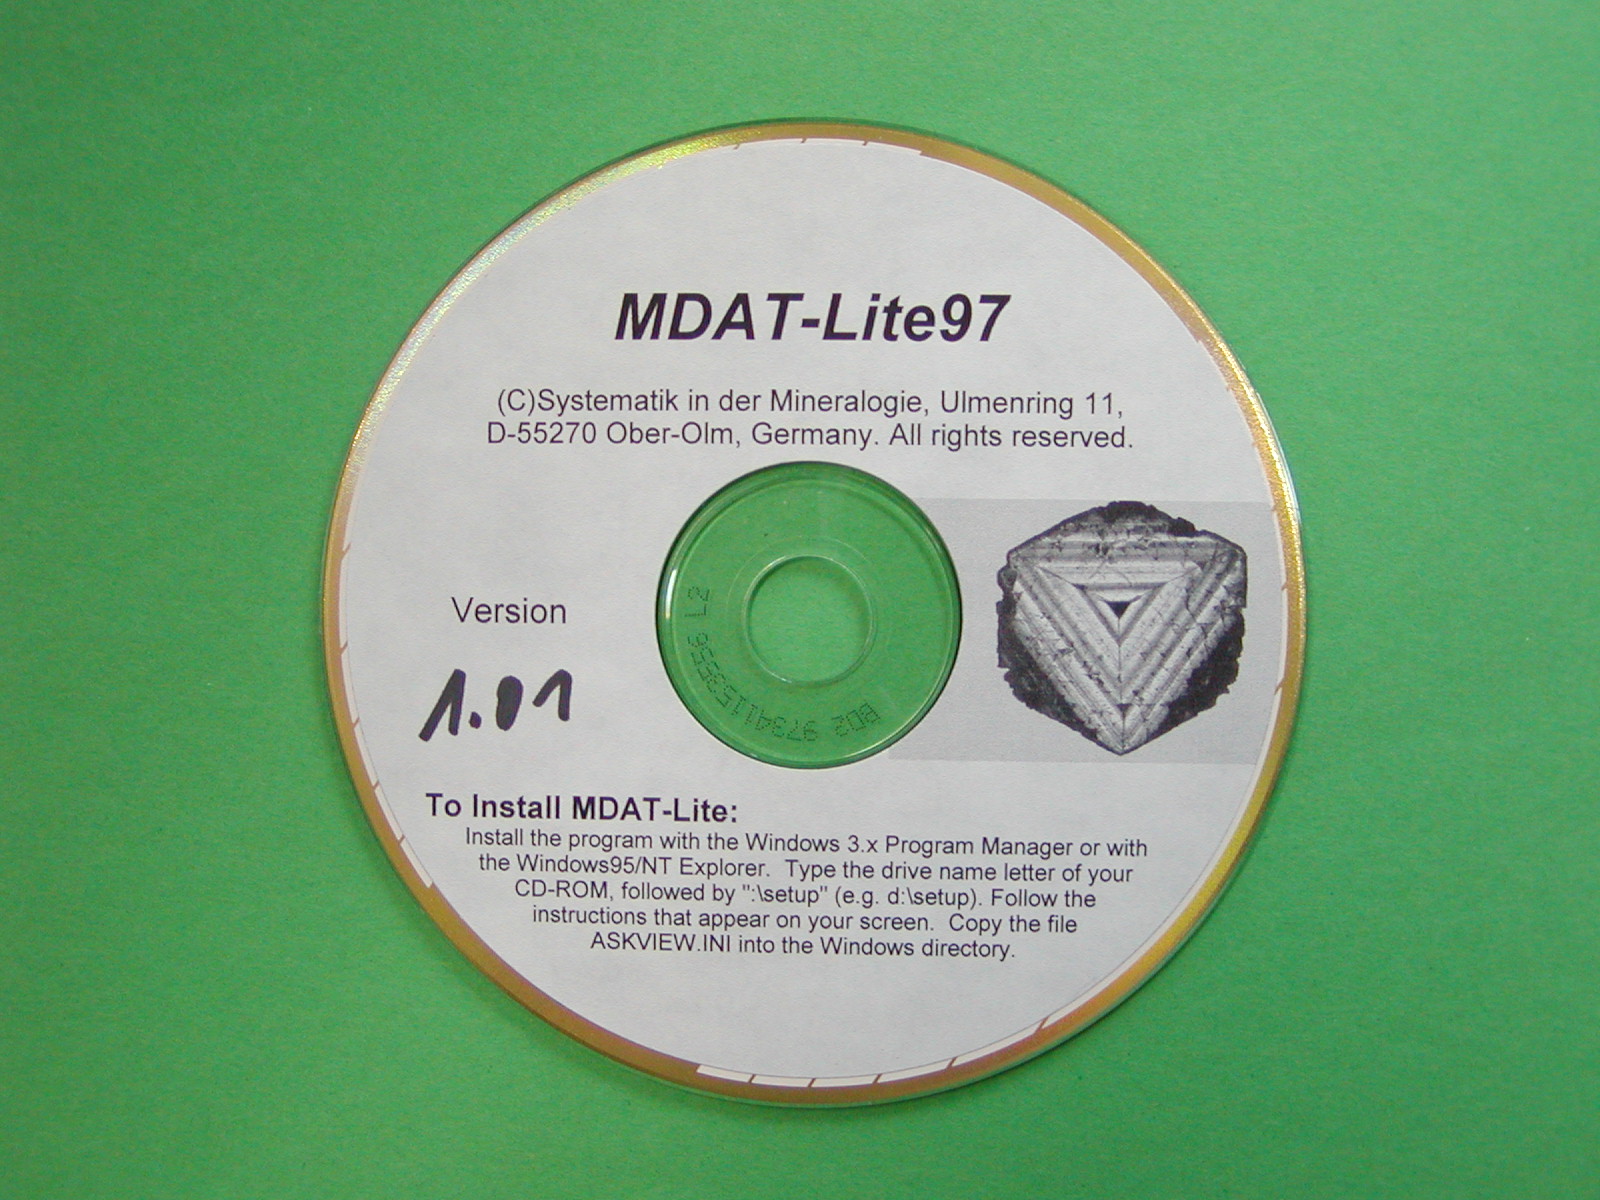 MDAT-Lite97
(C)Systematik in der Mineralogie, Ulmenring 11,
D-55270 Ober-Olm, Germany. All rights reserved.
Version
1.01
To Install MDAT-Lite:
Install the program with the Windows 3.x Program Manager or with
the Windows95/NT Explorer. Type the drive name letter of your
CD-ROM, followed by ":\setup" (e.g. d:\setup). Follow the
instructions that appear on your screen. Copy the file
ASKVIEW.INI into the Windows directory.
L2